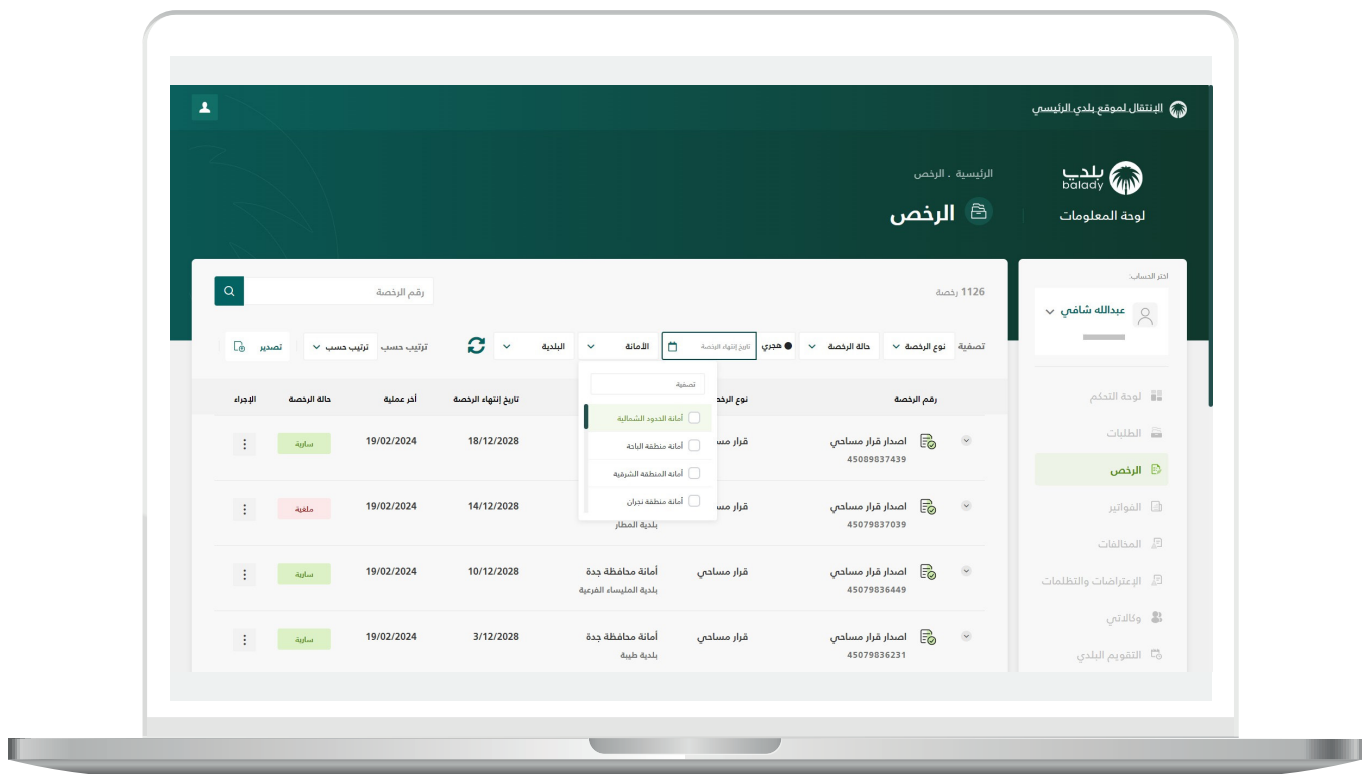 الإنتقال لموقع بلدي الرئيسي
بلدي
balady
لوحة المعلومات
الرئيسية . الرخص
الرخص
اختر الحساب:
عبدالله شافي
لوحة التحكم
الطلبات
الرخص
الفواتير
المخالفات
الإعتراضات والتظلمات
وكالاتي
التقويم البلدي
1126 رخصة
رقم الرخصة
تصفية نوع الرخصة حالة الرخصة هجري تاريخ إنتهاء الرخصة الأمانة البلدية ترتيب حسب ترتيب حسب تصدير
تصفية
أمانة الحدود الشمالية
أمانة منطقة الباحة
أمانة المنطقة الشرقية
أمانة منطقة نجران
رقم الرخصة نوع الرخص تاريخ إنتهاء الرخصة أخر عملية حالة الرخصة الإجراء
اصدار قرار مساحي قرار مس 18/12/2028 19/02/2024 سارية
45089837439
اصدار قرار مساحي قرار مس 14/12/2028 19/02/2024 ملغية
45079837039 بلدية المطار
اصدار قرار مساحي قرار مساحي أمانة محافظة جدة 10/12/2028 19/02/2024 سارية
45079836449 بلدية المليساء الفرعية
اصدار قرار مساحي قرار مساحي أمانة محافظة جدة 3/12/2028 19/02/2024 سارية
45079836231 بلدية طيبة